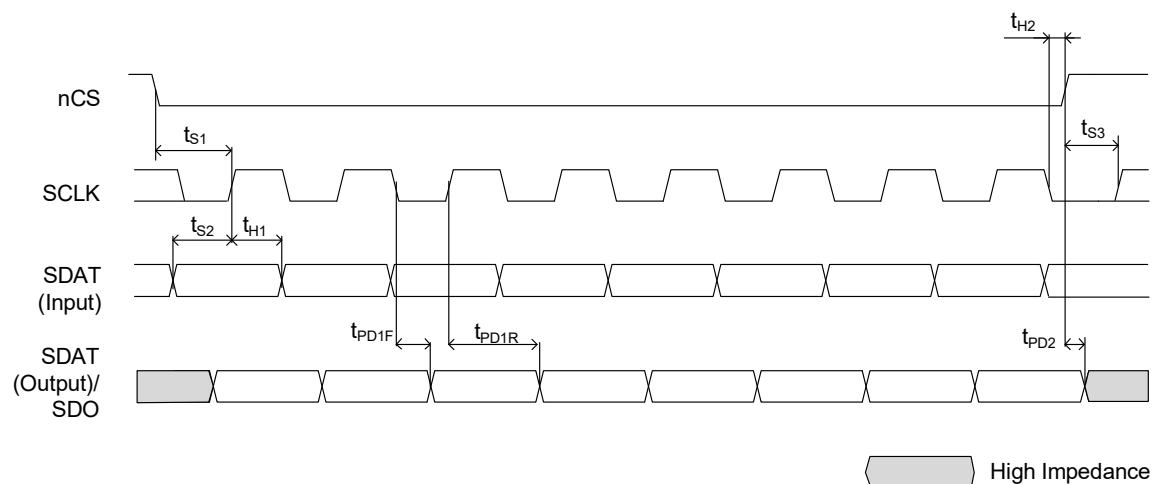 tH2
nCS
tS1
tS3
SCLK
tS2
tH1
SDAT
(Input)
tPD1F
tPD1R
tPD2
SDAT
(Output)/
SDO
High Impedance